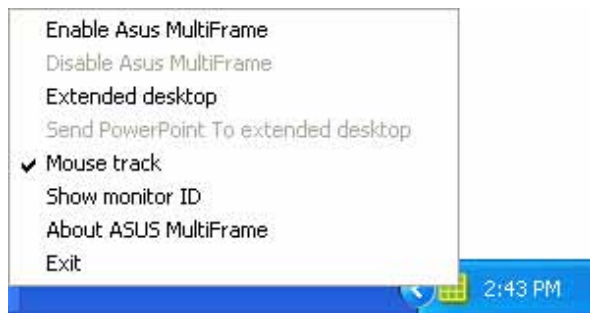 Enable Asus MultiFrame
Disable Asus MultiFrame
Extended desktop
Send PowerPoint To extended desktop
Mouse track
Show monitor ID
About ASUS MultiFrame
Exit
2:43 PM